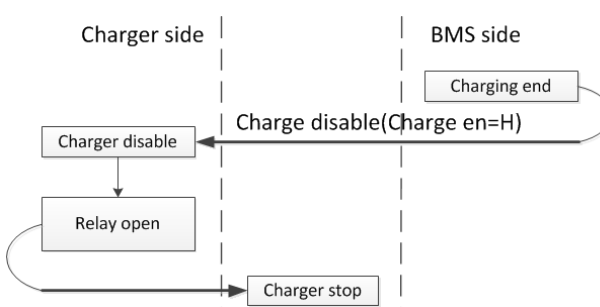 Charger side
BMS side
Charging end
Charge disable(Charge en=H)
Charger disable
Relay open
Charger stop